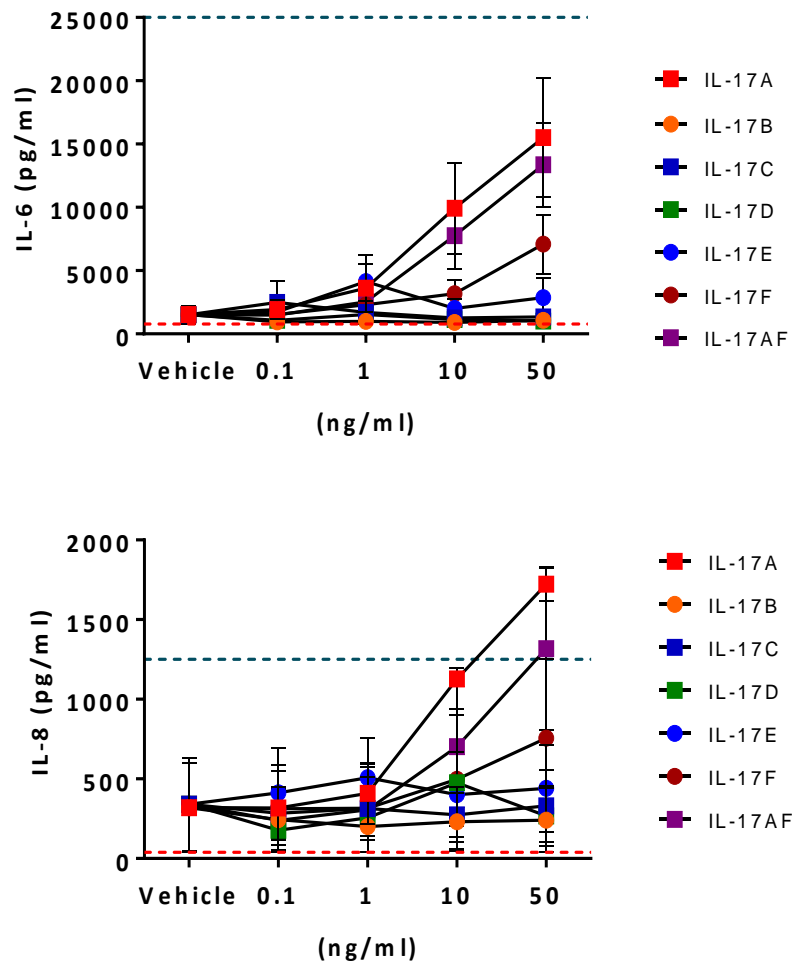 IL-6 (pg/ml)
25000
20000
15000
10000
5000
0
Vehicle 0.1 1 10 50
(ng/ml)
IL-17A
IL-17B
IL-17C
IL-17D
IL-17E
IL-17F
IL-17AF
IL-8 (pg/ml)
2000
1500
1000
500
0
Vehicle 0.1 1 10 50
(ng/ml)
IL-17A
IL-17B
IL-17C
IL-17D
IL-17E
IL-17F
IL-17AF